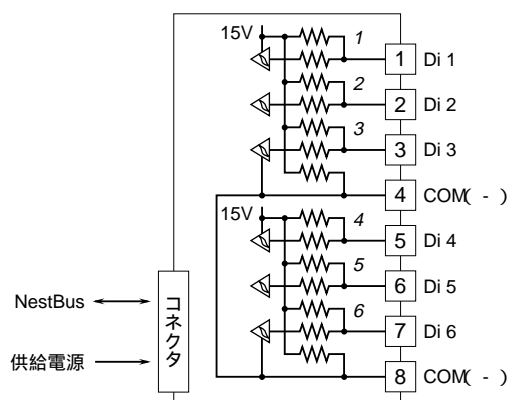 15V
1
1 Di 1
2
2 Di 2
3
3 Di 3
4 COM( - )
15V
4
5 Di 4
5
6 Di 5
6
7 Di 6
8 COM( - )
NestBus
コネクタ
供給電源